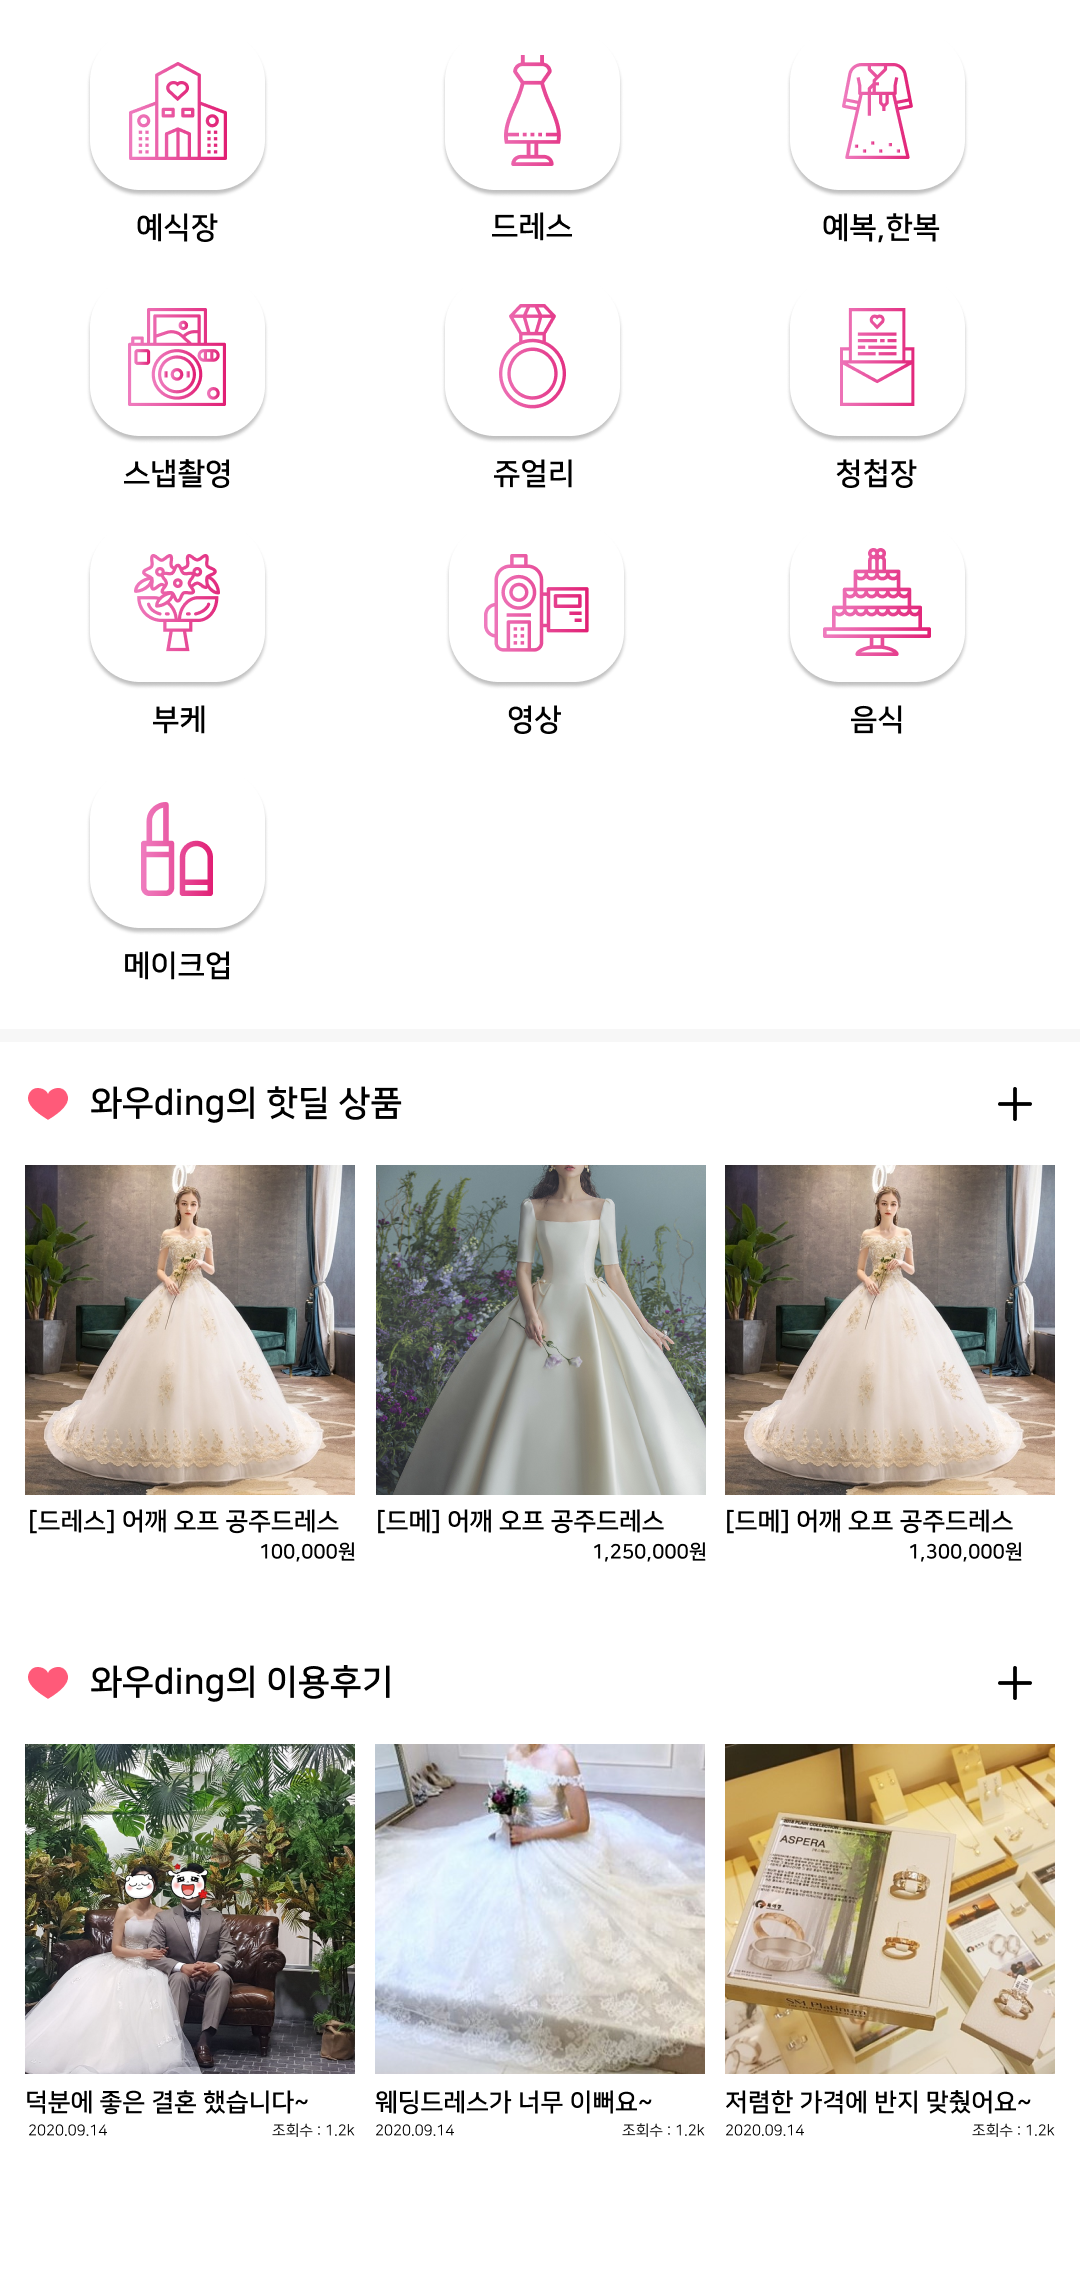 예식장 드레스 예복,한복
스냅촬영 쥬얼리 청첩장
부케 영상 음식
메이크업
와우ding의 핫딜 상품
[드레스] 어깨 오프 공주드레스
100,000원
[드메] 어깨 오프 공주드레스
1,250,000원
[드메] 어깨 오프 공주드레스
1,300,000원
와우ding의 이용후기
ASPERA
SM Platinum
덕분에 좋은 결혼 했습니다~
2020.09.14 조회수 : 1.2k
웨딩드레스가 너무 이뻐요~
2020.09.14 조회수 : 1.2k
저렴한 가격에 반지 맞췄어요~
2020.09.14 조회수 : 1.2k